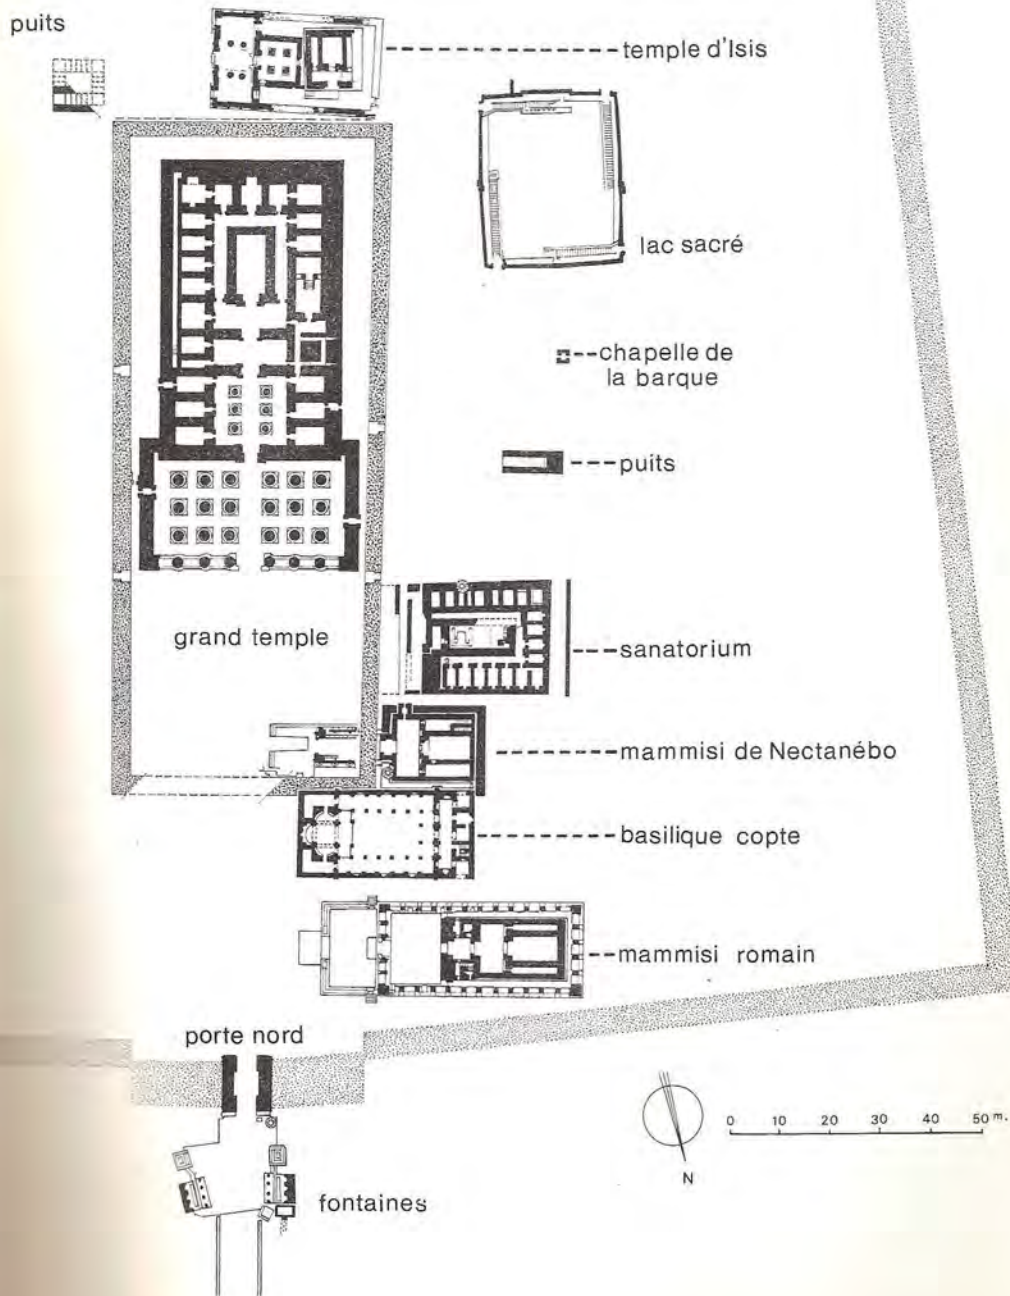 puits
temple d'Isis
lac sacré
chapelle de
la barque
puits
grand temple
sanatorium
mammisi de Nectanébo
basilique copte
mammisi romain
porte nord
0 10 20 30 40 50 m.
N
fontaines